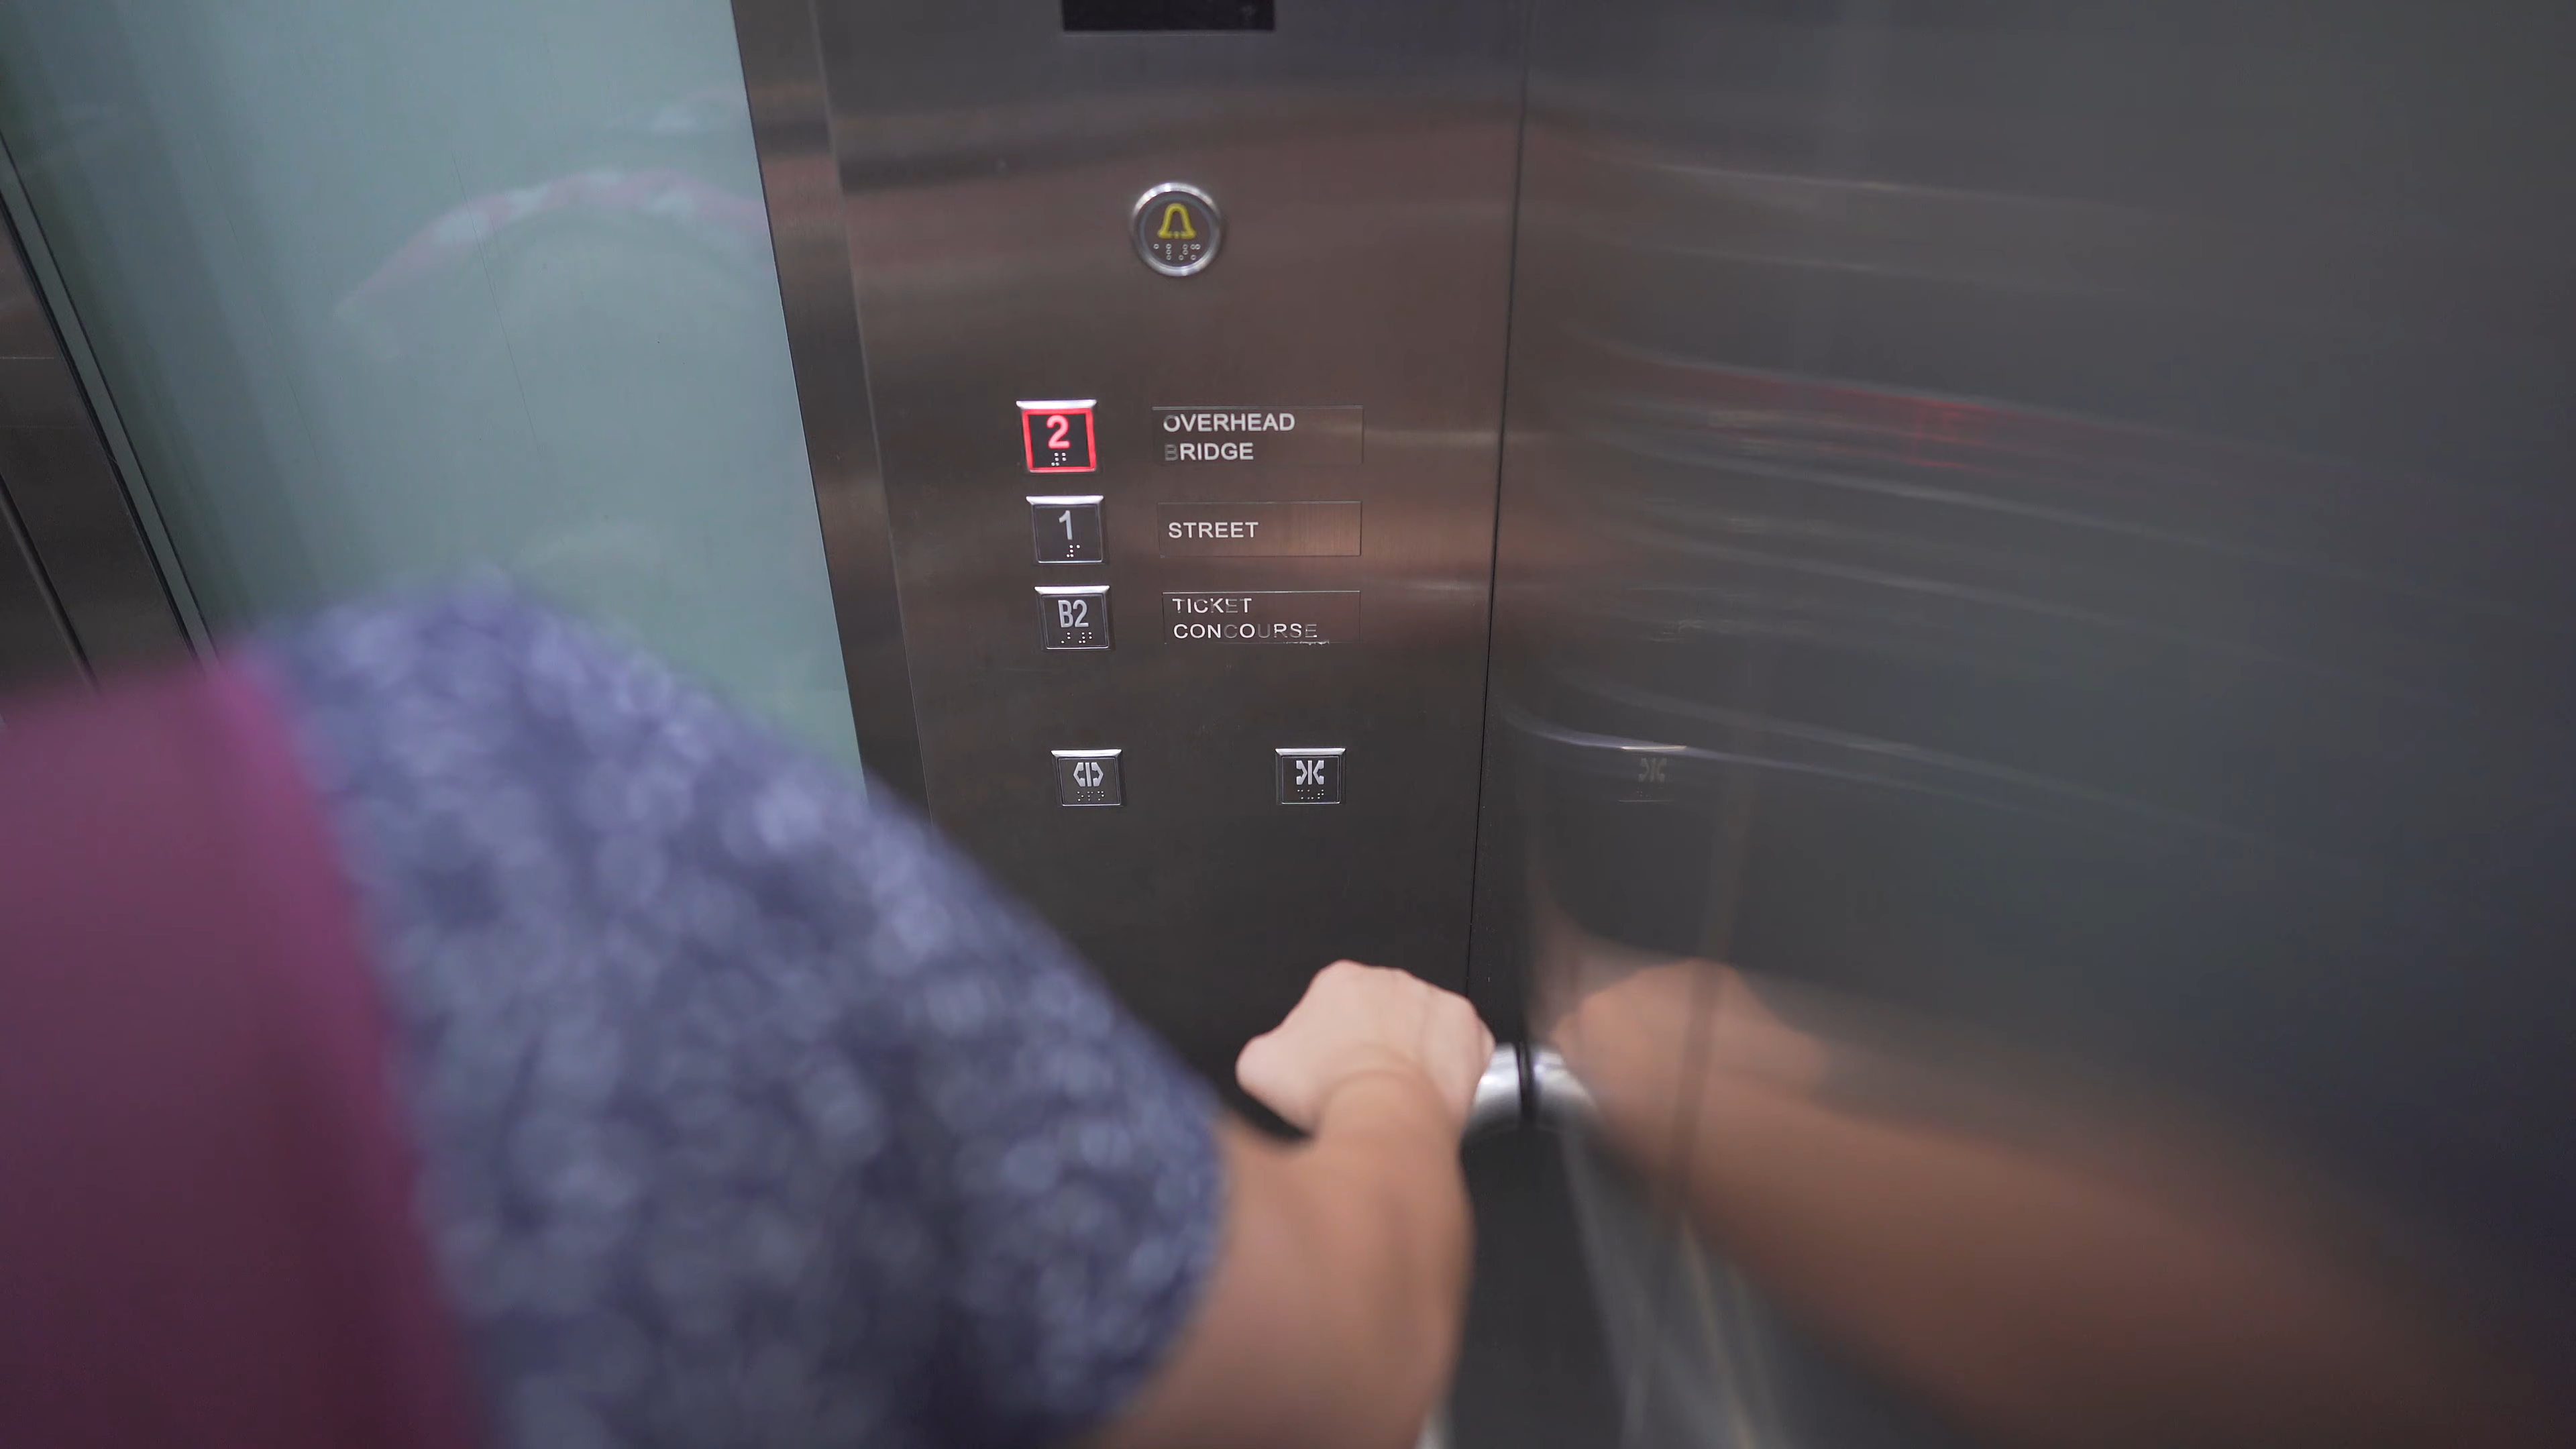 2 OVERHEAD
BRIDGE
1 STREET
B2 TICKET
CONCOURSE